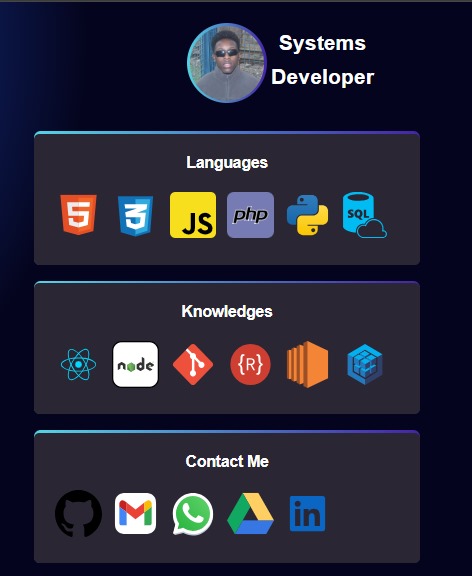 Systems
Developer
Languages
5
3
JS
php
SQL
Knowledges
node
{R}
Contact Me
in